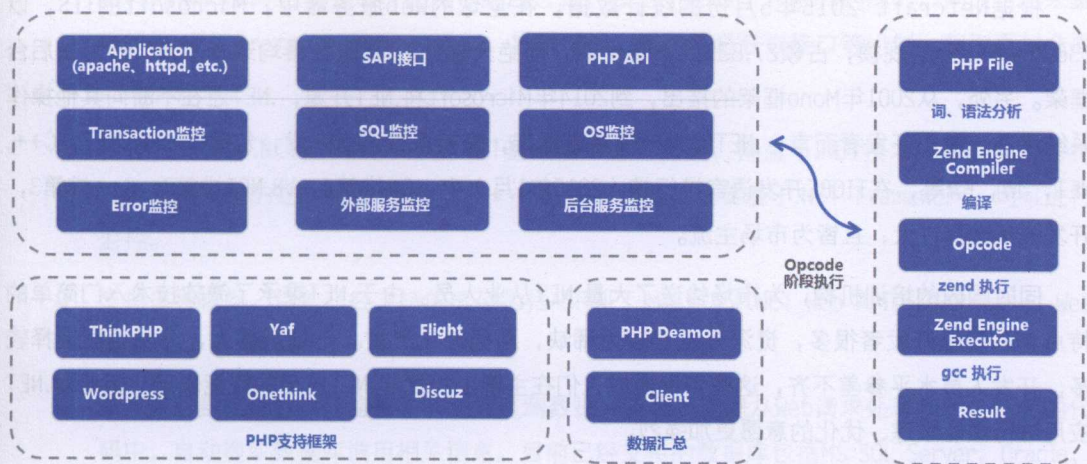 Application
(apache、httpd, etc.)
SAPI接口
PHP API
Transaction监控
SQL监控
OS监控
Error监控
外部服务监控
后台服务监控
ThinkPHP
Yaf
Flight
Wordpress
Onethink
Discuz
PHP支持框架
PHP Deamon
Client
数据汇总
Opcode
阶段执行
PHP File
词、语法分析
Zend Engine
Compiler
编译
Opcode
zend 执行
Zend Engine
Executor
gcc 执行
Result